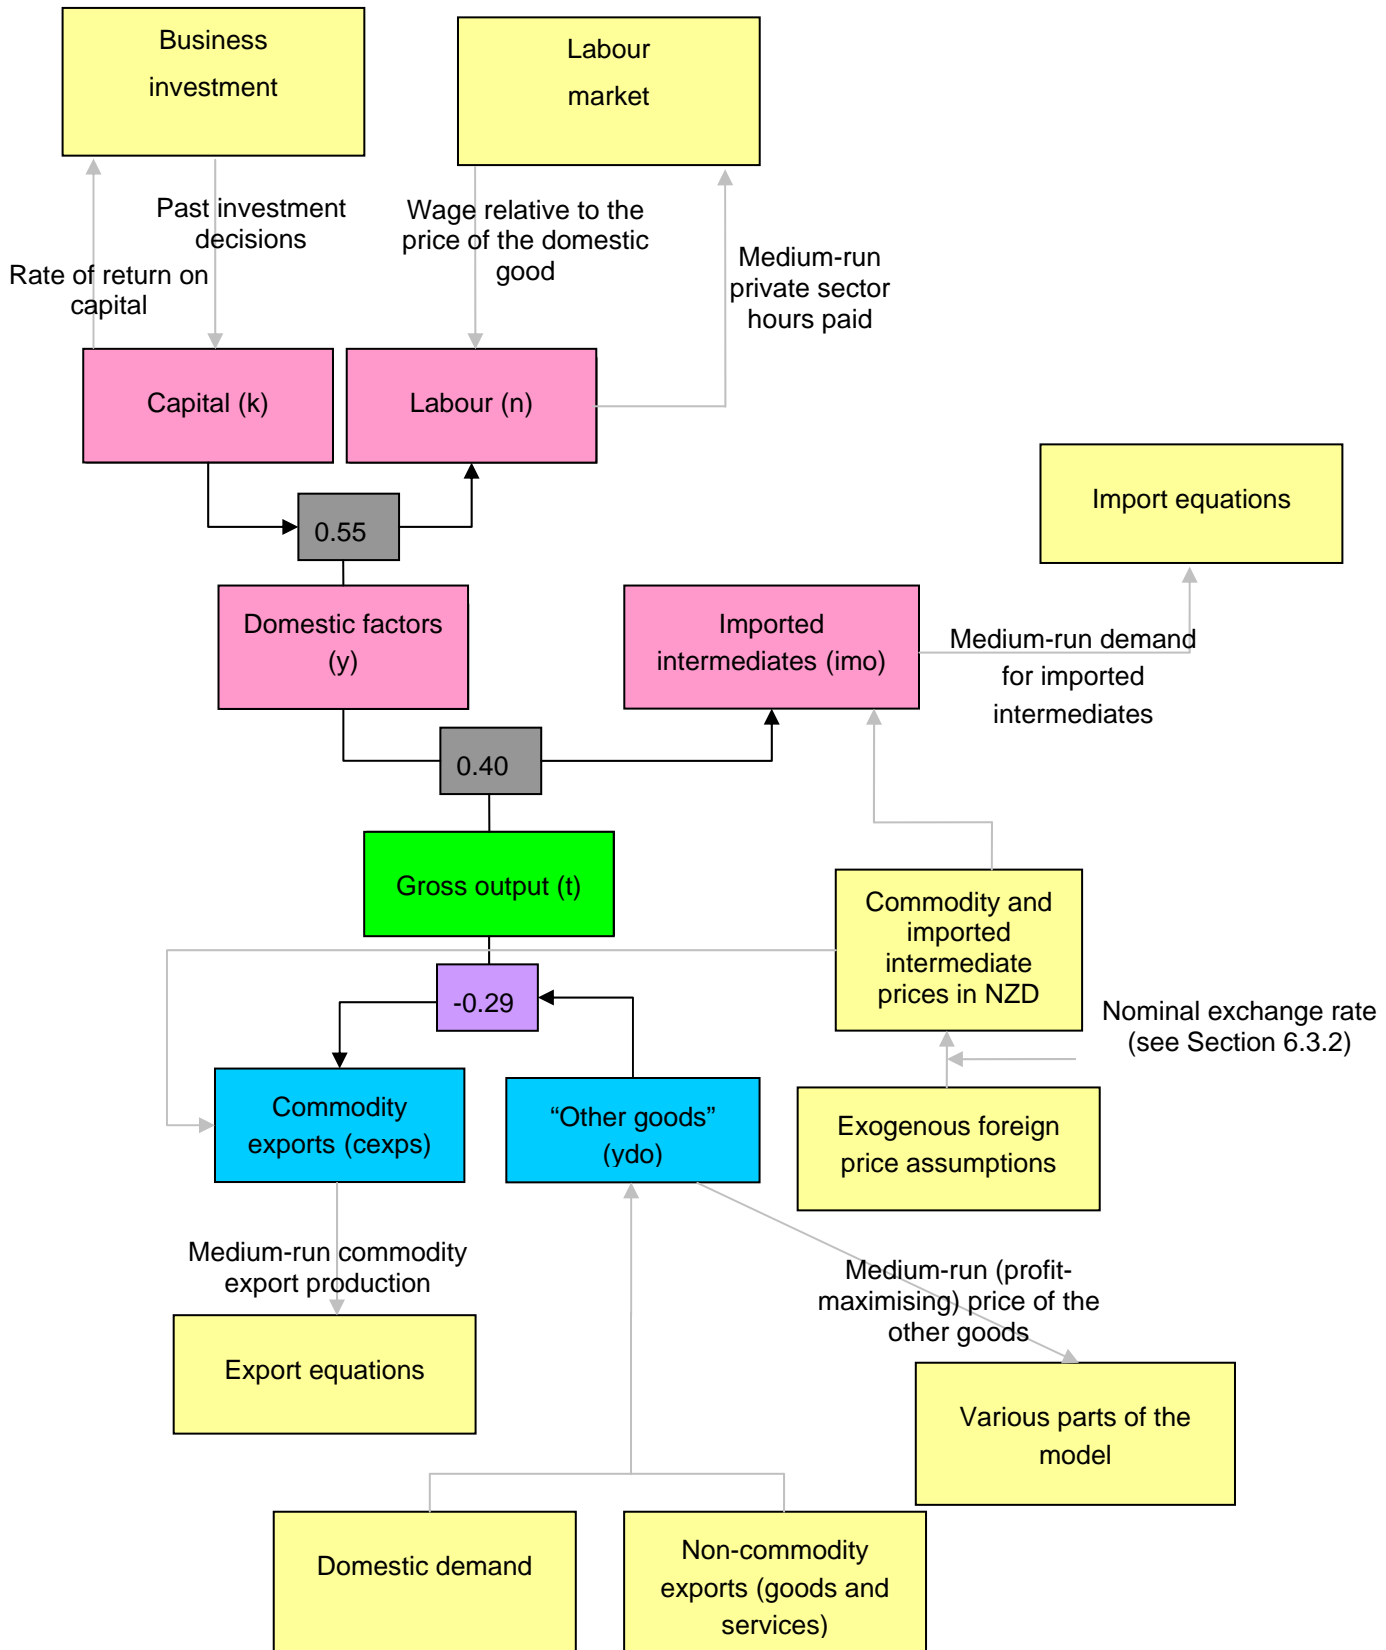 Business
investment
Labour
market
Past investment
decisions
Wage relative to the
price of the domestic
good
Rate of return on
capital
Medium-run
private sector
hours paid
Capital (k)
Labour (n)
Import equations
0.55
Domestic factors
(y)
Imported
intermediates (imo)
Medium-run demand
for imported
intermediates
0.40
Gross output (t)
Commodity and
imported
intermediate
prices in NZD
-0.29
Nominal exchange rate
(see Section 6.3.2)
Commodity
exports (cexps)
“Other goods”
(ydo)
Exogenous foreign
price assumptions
Medium-run commodity
export production
Medium-run (profit-
maximising) price of the
other goods
Export equations
Various parts of the
model
Domestic demand
Non-commodity
exports (goods and
services)